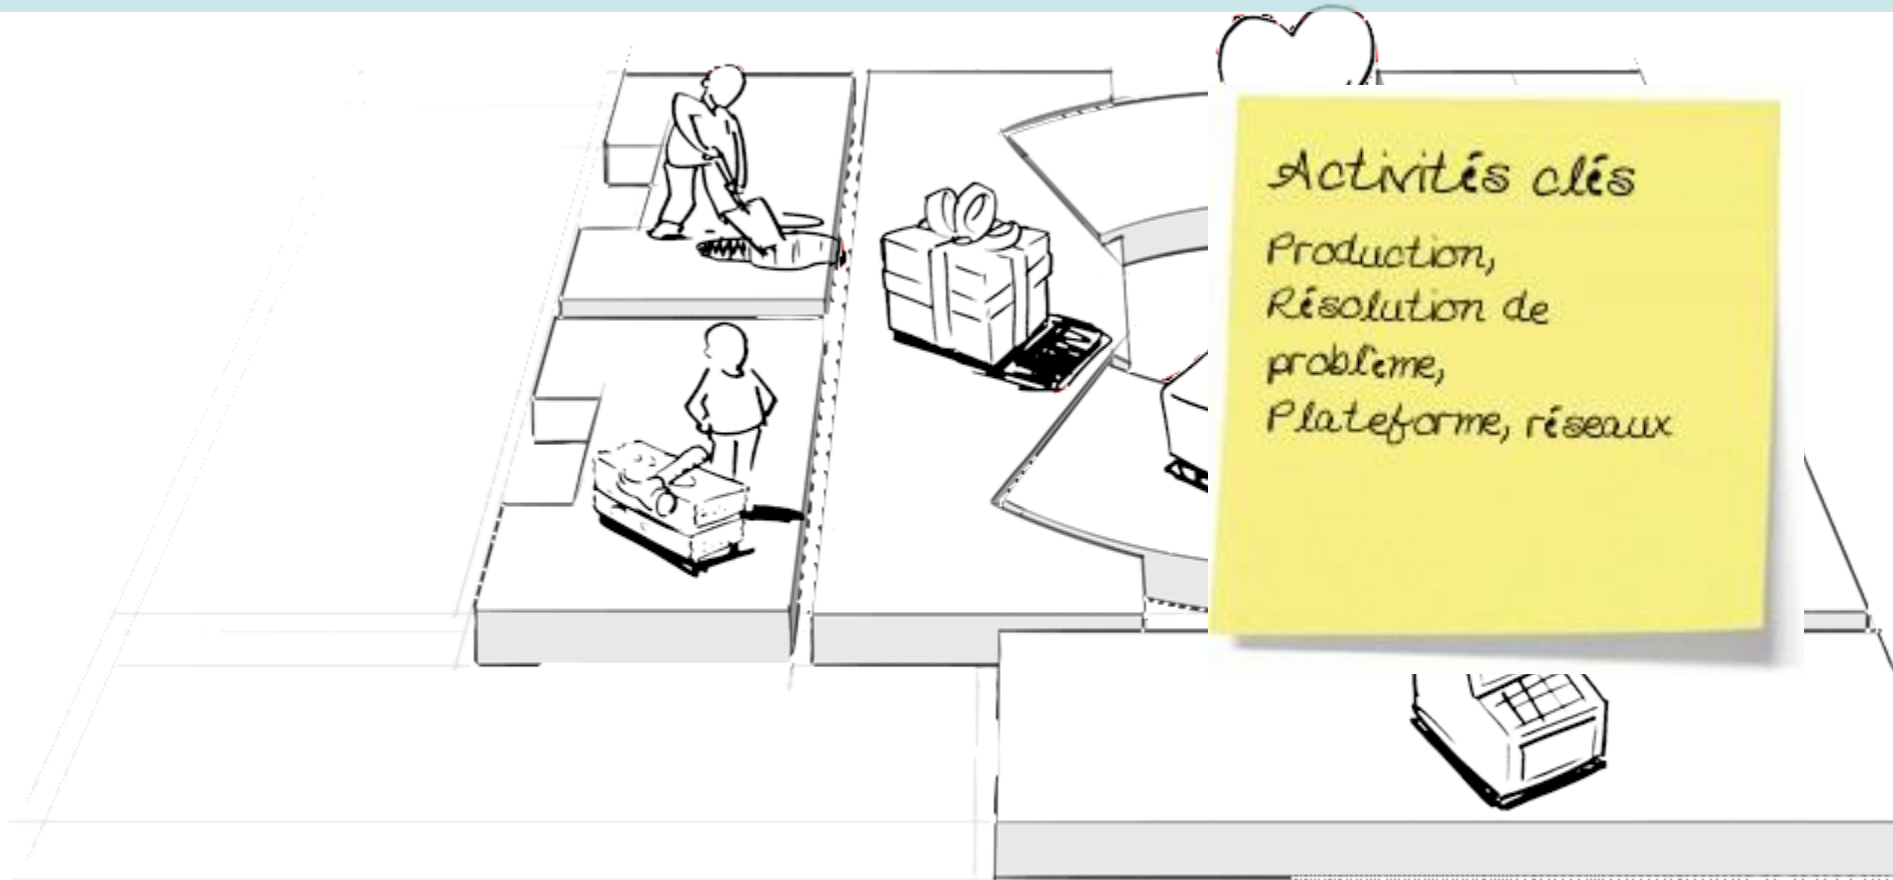 Activités clés
Production,
Résolution de
problème,
Plateforme, réseaux